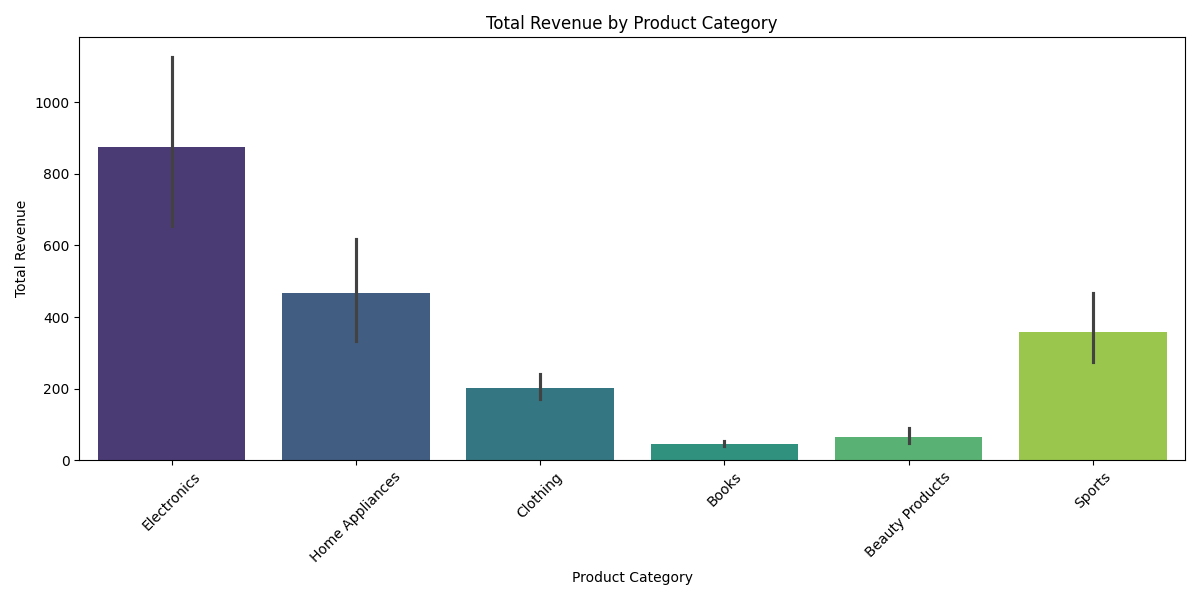 Total Revenue by Product Category
Total Revenue
1000
800
600
400
200
0
Electronics
Home Appliances
Clothing
Books
Beauty Products
Sports
Product Category